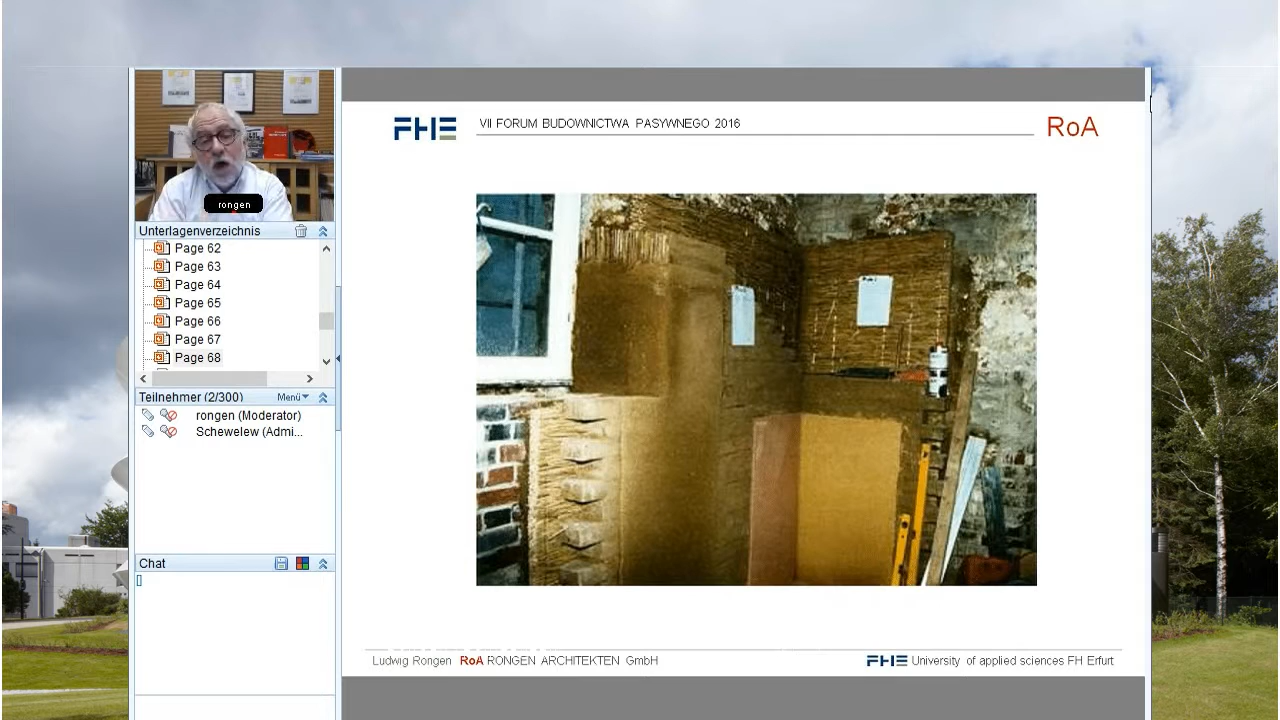 rongen
Unterlagenverzeichnis
Page 62
Page 63
Page 64
Page 65
Page 66
Page 67
Page 68
Teilnehmer (2/300) Menü
rongen (Moderator)
Schewelew (Admi...
Chat
FHE VII FORUM BUDOWNICTWA PASYWNEGO 2016 RoA
Ludwig Rongen RoA RONGEN ARCHITEKTEN GmbH FHE University of applied sciences FH Erfurt